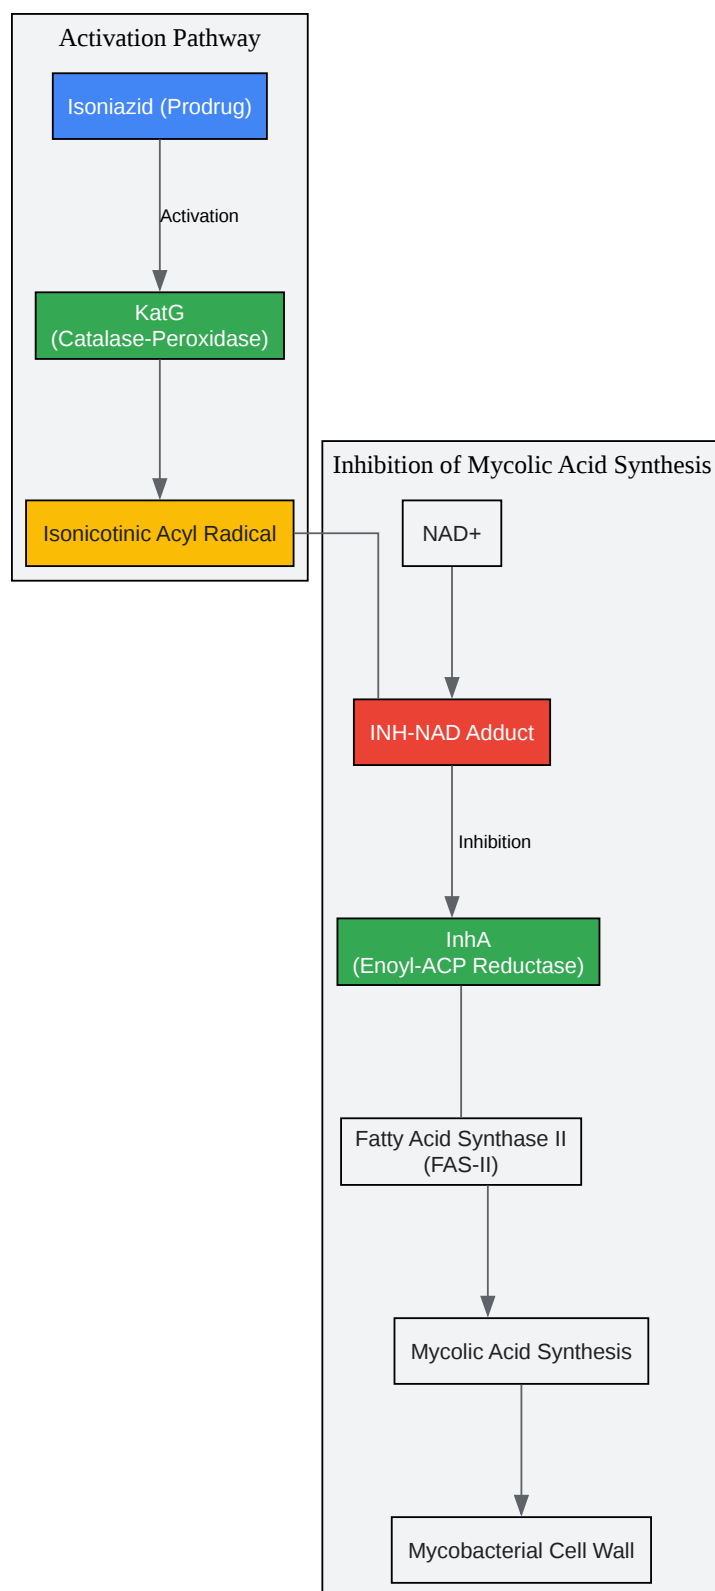 Activation Pathway
Isoniazid (Prodrug)
Activation
KatG
(Catalase-Peroxidase)
Isonicotinic Acyl Radical
Inhibition of Mycolic Acid Synthesis
NAD+
INH-NAD Adduct
Inhibition
InhA
(Enoyl-ACP Reductase)
Fatty Acid Synthase II
(FAS-II)
Mycolic Acid Synthesis
Mycobacterial Cell Wall